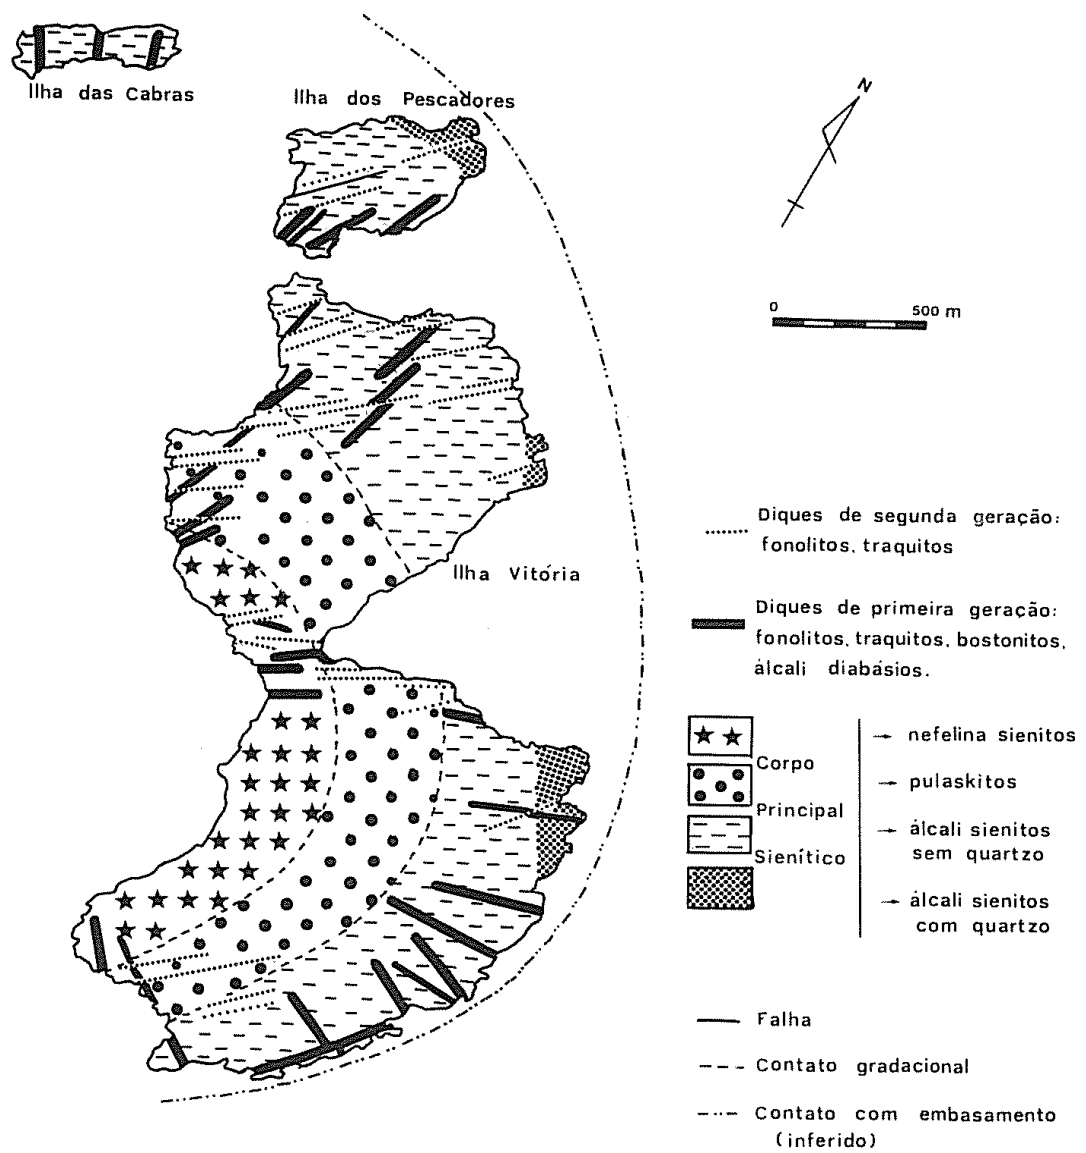 Ilha das Cabras
Ilha dos Pescadores
N
0 500 m
Ilha Vitória
Diques de segunda geração:
fonolitos, traquitos
Diques de primeira geração:
fonolitos, traquitos, bostonitos,
álcali diabásios.
Corpo
Principal
Sienítico
→ nefelina sienitos
→ pulaskitos
→ álcali sienitos
sem quartzo
→ álcali sienitos
com quartzo
Falha
Contato gradacional
Contato com embasamento
(inferido)